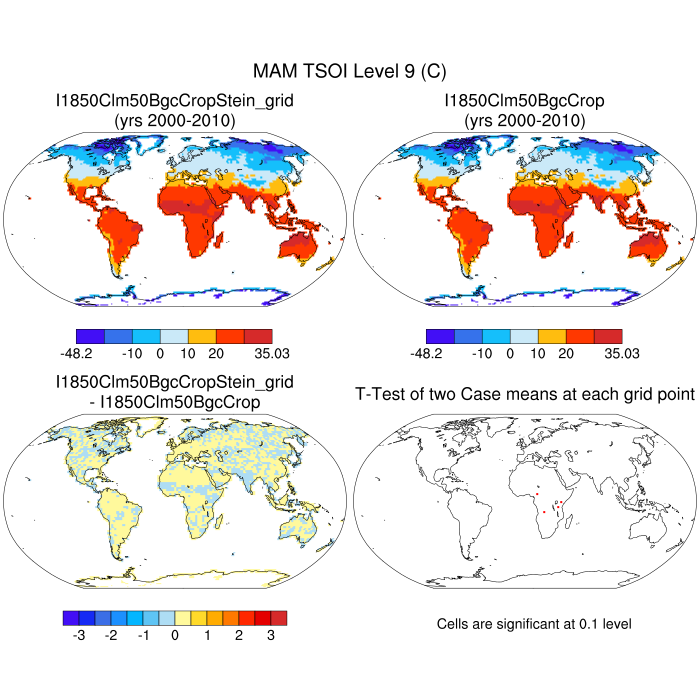 MAM TSOI Level 9 (C)
I1850Clm50BgcCropStein_grid
(yrs 2000-2010)
I1850Clm50BgcCrop
(yrs 2000-2010)
-48.2 -10 0 10 20 35.03
-48.2 -10 0 10 20 35.03
I1850Clm50BgcCropStein_grid
- I1850Clm50BgcCrop
T-Test of two Case means at each grid point
-3 -2 -1 0 1 2 3
Cells are significant at 0.1 level